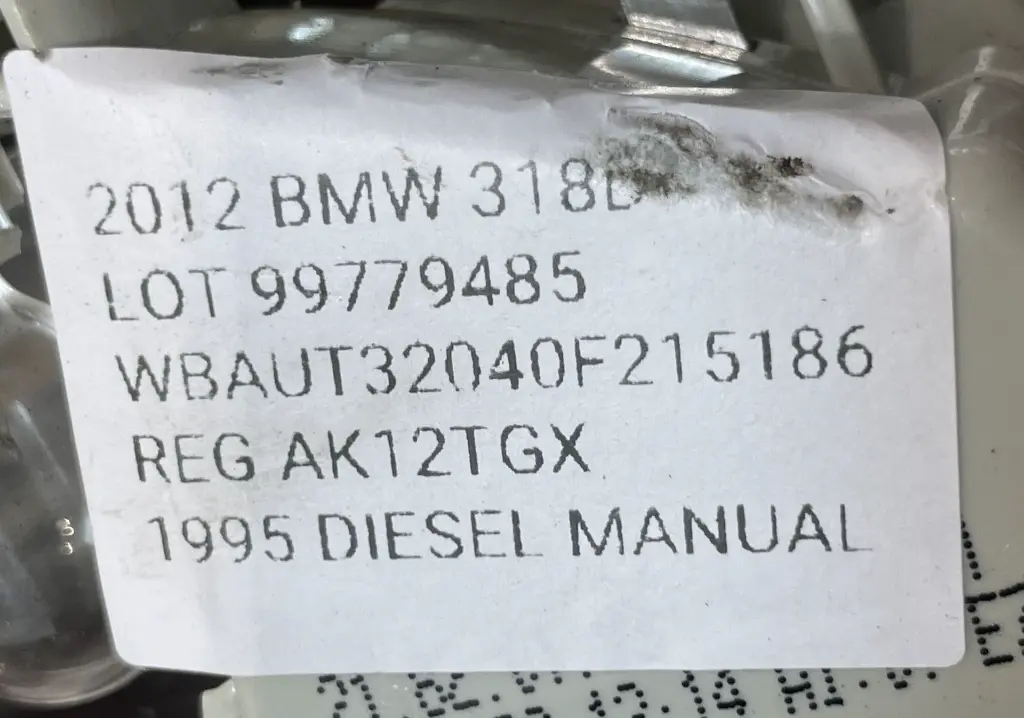 2012 BMW 318D
LOT 99779485
WBAUT32040F215186
REG AK12TGX
1995 DIESEL MANUAL